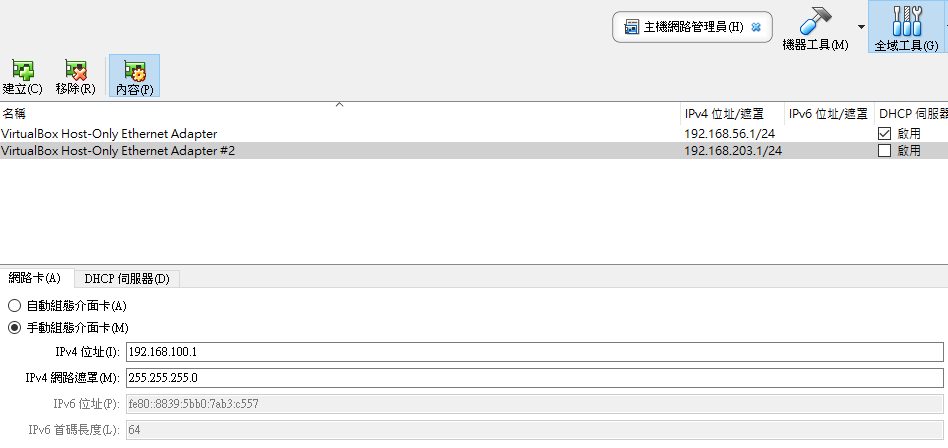 主機網路管理員(H)
機器工具(M)
全域工具(G)
建立(C) 移除(R) 內容(P)
名稱 IPv4 位址/遮罩 IPv6 位址/遮罩 DHCP 伺服器
VirtualBox Host-Only Ethernet Adapter 192.168.56.1/24 啟用
VirtualBox Host-Only Ethernet Adapter #2 192.168.203.1/24 啟用
網路卡(A) DHCP 伺服器(D)
自動組態介面卡(A)
手動組態介面卡(M)
IPv4 位址(I): 192.168.100.1
IPv4 網路遮罩(M): 255.255.255.0
IPv6 位址(P): fe80::8839:5bb0:7ab3:c557
IPv6 首碼長度(L): 64